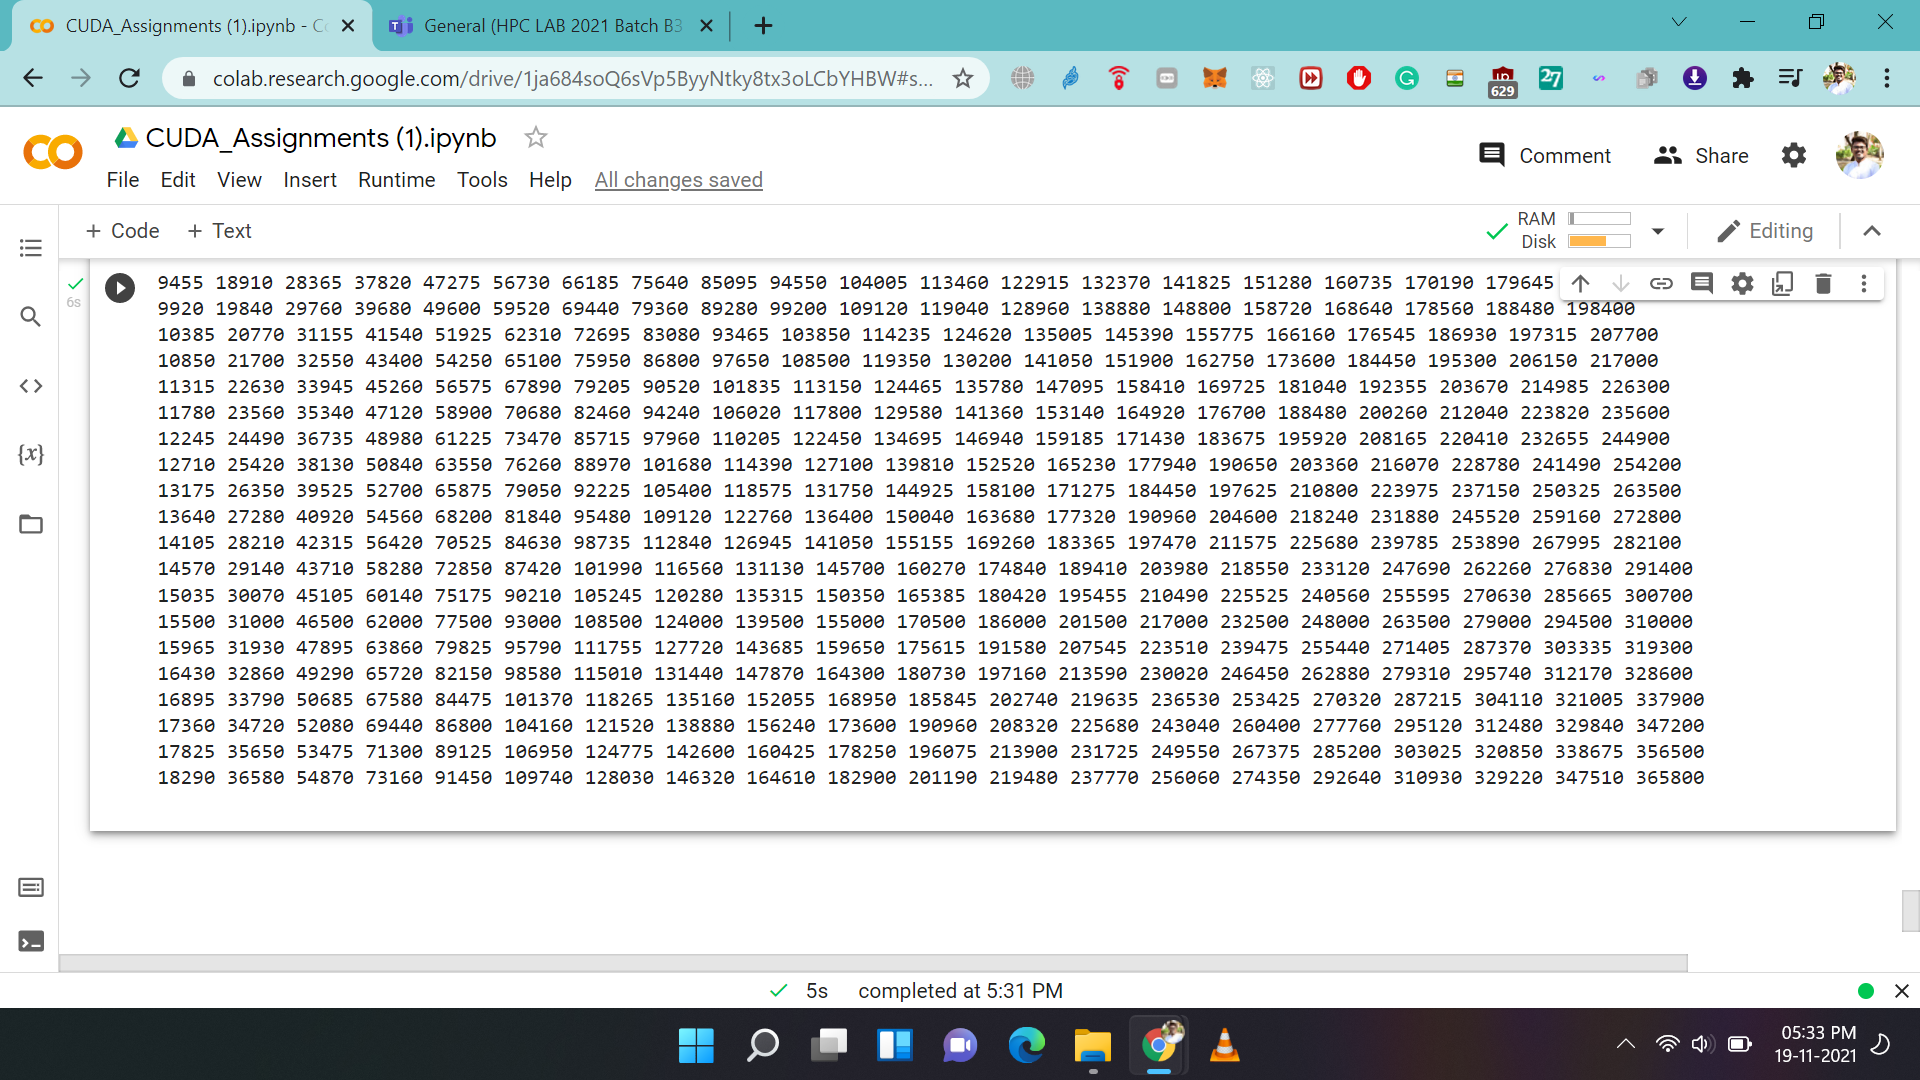 CUDA_Assignments (1).ipynb - Co
General (HPC LAB 2021 Batch B3
colab.research.google.com/drive/1ja684soQ6sVp5ByyNtky8tx3oLCbYHBW#s...
629
27
CUDA_Assignments (1).ipynb
Comment
Share
File Edit View Insert Runtime Tools Help All changes saved
+ Code + Text
RAM
Disk
Editing
6s
9455 18910 28365 37820 47275 56730 66185 75640 85095 94550 104005 113460 122915 132370 141825 151280 160735 170190 179645
9920 19840 29760 39680 49600 59520 69440 79360 89280 99200 109120 119040 128960 138880 148800 158720 168640 178560 188480 198400
10385 20770 31155 41540 51925 62310 72695 83080 93465 103850 114235 124620 135005 145390 155775 166160 176545 186930 197315 207700
10850 21700 32550 43400 54250 65100 75950 86800 97650 108500 119350 130200 141050 151900 162750 173600 184450 195300 206150 217000
11315 22630 33945 45260 56575 67890 79205 90520 101835 113150 124465 135780 147095 158410 169725 181040 192355 203670 214985 226300
11780 23560 35340 47120 58900 70680 82460 94240 106020 117800 129580 141360 153140 164920 176700 188480 200260 212040 223820 235600
12245 24490 36735 48980 61225 73470 85715 97960 110205 122450 134695 146940 159185 171430 183675 195920 208165 220410 232655 244900
12710 25420 38130 50840 63550 76260 88970 101680 114390 127100 139810 152520 165230 177940 190650 203360 216070 228780 241490 254200
13175 26350 39525 52700 65875 79050 92225 105400 118575 131750 144925 158100 171275 184450 197625 210800 223975 237150 250325 263500
13640 27280 40920 54560 68200 81840 95480 109120 122760 136400 150040 163680 177320 190960 204600 218240 231880 245520 259160 272800
14105 28210 42315 56420 70525 84630 98735 112840 126945 141050 155155 169260 183365 197470 211575 225680 239785 253890 267995 282100
14570 29140 43710 58280 72850 87420 101990 116560 131130 145700 160270 174840 189410 203980 218550 233120 247690 262260 276830 291400
15035 30070 45105 60140 75175 90210 105245 120280 135315 150350 165385 180420 195455 210490 225525 240560 255595 270630 285665 300700
15500 31000 46500 62000 77500 93000 108500 124000 139500 155000 170500 186000 201500 217000 232500 248000 263500 279000 294500 310000
15965 31930 47895 63860 79825 95790 111755 127720 143685 159650 175615 191580 207545 223510 239475 255440 271405 287370 303335 319300
16430 32860 49290 65720 82150 98580 115010 131440 147870 164300 180730 197160 213590 230020 246450 262880 279310 295740 312170 328600
16895 33790 50685 67580 84475 101370 118265 135160 152055 168950 185845 202740 219635 236530 253425 270320 287215 304110 321005 337900
17360 34720 52080 69440 86800 104160 121520 138880 156240 173600 190960 208320 225680 243040 260400 277760 295120 312480 329840 347200
17825 35650 53475 71300 89125 106950 124775 142600 160425 178250 196075 213900 231725 249550 267375 285200 303025 320850 338675 356500
18290 36580 54870 73160 91450 109740 128030 146320 164610 182900 201190 219480 237770 256060 274350 292640 310930 329220 347510 365800
5s completed at 5:31 PM
05:33 PM
19-11-2021